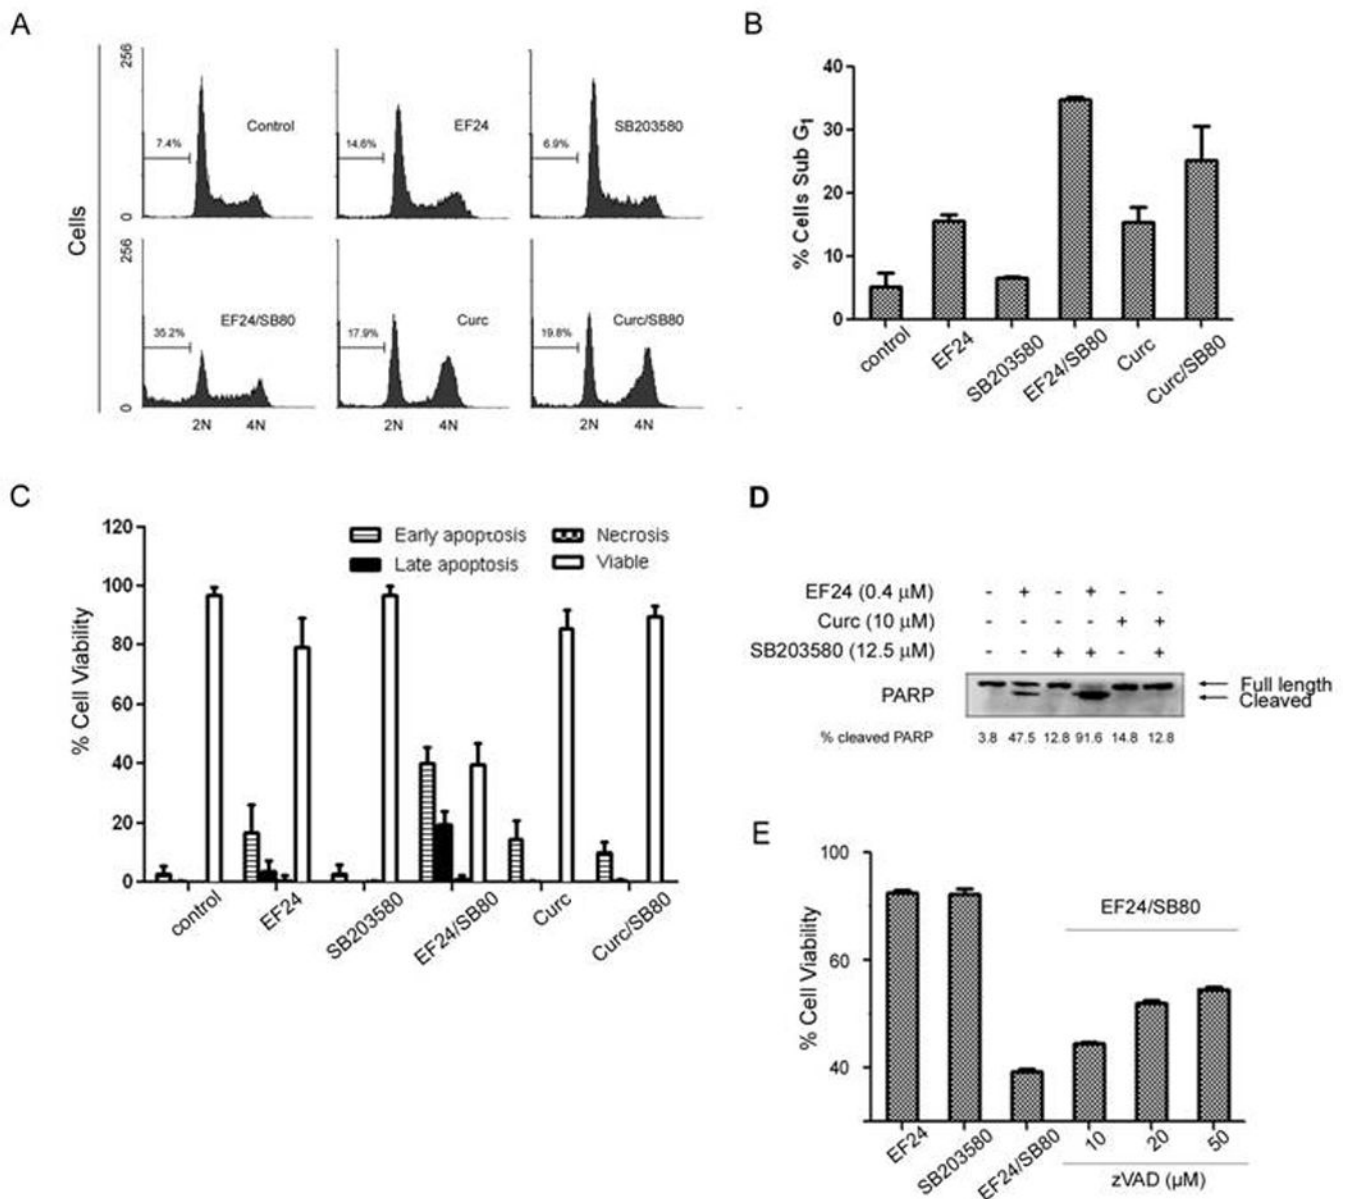 A
256
0
Cells
7.4%
Control
14.6%
EF24
6.9%
SB203580
256
0
35.2%
EF24/SB80
17.9%
Curc
19.8%
Curc/SB80
2N 4N
2N 4N
2N 4N
B
% Cells Sub G1
40
30
20
10
0
control
EF24
SB203580
EF24/SB80
Curc
Curc/SB80
C
% Cell Viability
120
100
80
60
40
20
0
Early apoptosis
Late apoptosis
Necrosis
Viable
control
EF24
SB203580
EF24/SB80
Curc
Curc/SB80
D
EF24 (0.4 µM) - + - + - -
Curc (10 µM) - - - - + +
SB203580 (12.5 µM) - - + + - +
PARP
Full length
Cleaved
% cleaved PARP 3.8 47.5 12.8 91.6 14.8 12.8
E
% Cell Viability
100
60
40
EF24/SB80
EF24
SB203580
EF24/SB80
10
20
50
zVAD (µM)